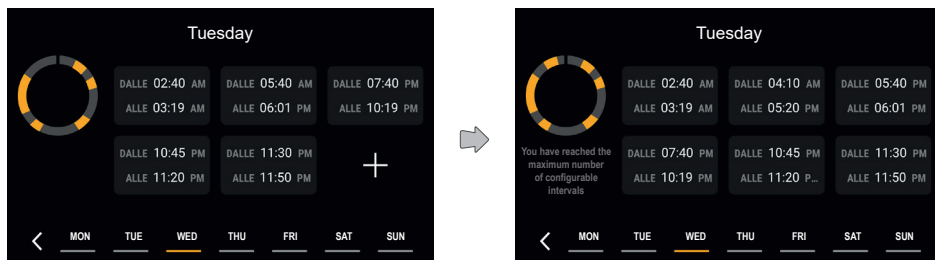 Tuesday
DALLE 02:40 AM
ALLE 03:19 AM
DALLE 05:40 AM
ALLE 06:01 PM
DALLE 07:40 PM
ALLE 10:19 PM
DALLE 10:45 PM
ALLE 11:20 PM
DALLE 11:30 PM
ALLE 11:50 PM
MON TUE WED THU FRI SAT SUN
Tuesday
DALLE 02:40 AM
ALLE 03:19 AM
DALLE 04:10 AM
ALLE 05:20 PM
DALLE 05:40 PM
ALLE 06:01 PM
You have reached the
maximum number
of configurable
intervals
DALLE 07:40 PM
ALLE 10:19 PM
DALLE 10:45 PM
ALLE 11:20 P...
DALLE 11:30 PM
ALLE 11:50 PM
MON TUE WED THU FRI SAT SUN